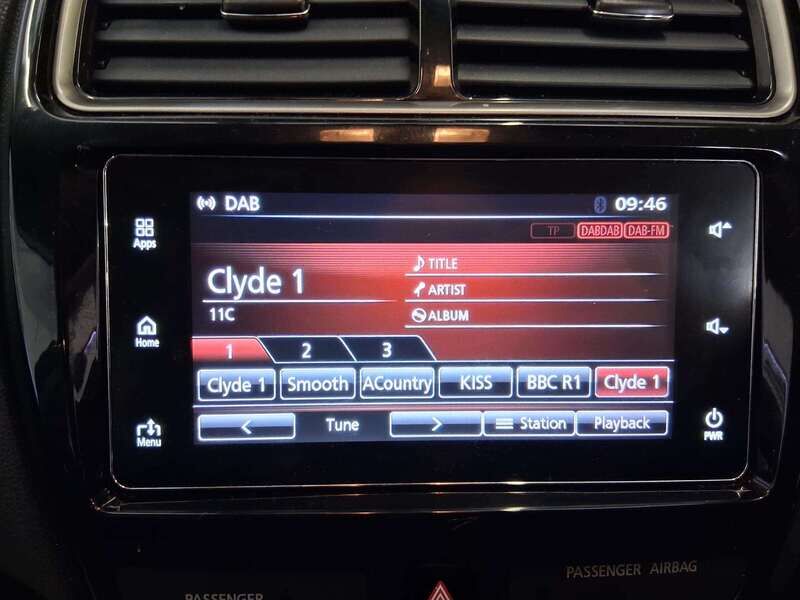 DAB 09:46
TP DABDAB DAB-FM
Apps
Clyde 1
TITLE
ARTIST
11C
ALBUM
Home
1 2 3
Clyde 1 Smooth ACountry KISS BBC R1 Clyde 1
< Tune > Station Playback
Menu
PWR
PASSENGER AIRBAG
PASSENGER